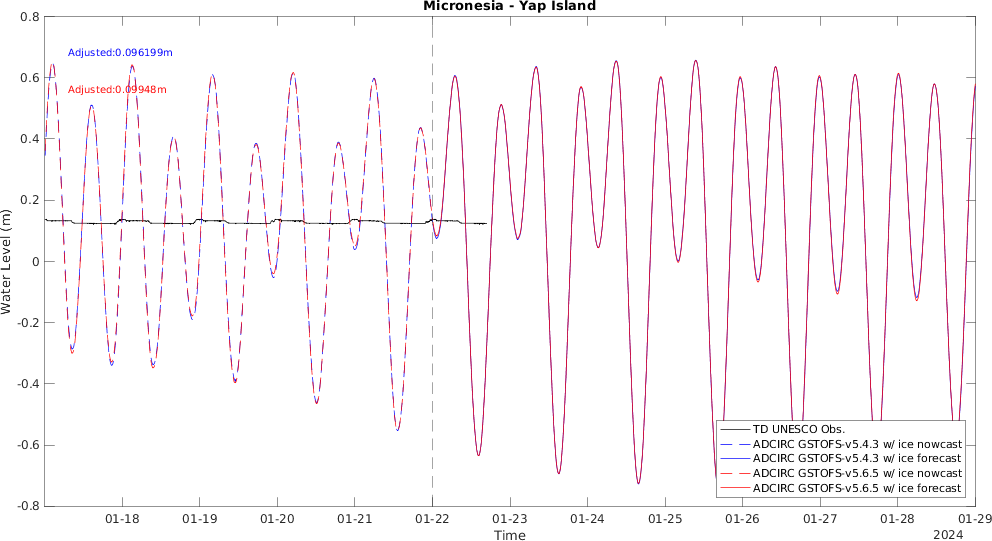 Micronesia - Yap Island
Adjusted:0.096199m
Adjusted:0.09948m
Water Level (m)
0.8
0.6
0.4
0.2
0
-0.2
-0.4
-0.6
-0.8
TD UNESCO Obs.
ADCIRC GSTOFS-v5.4.3 w/ ice nowcast
ADCIRC GSTOFS-v5.4.3 w/ ice forecast
ADCIRC GSTOFS-v5.6.5 w/ ice nowcast
ADCIRC GSTOFS-v5.6.5 w/ ice forecast
01-18 01-19 01-20 01-21 01-22 01-23 01-24 01-25 01-26 01-27 01-28 01-29
Time
2024